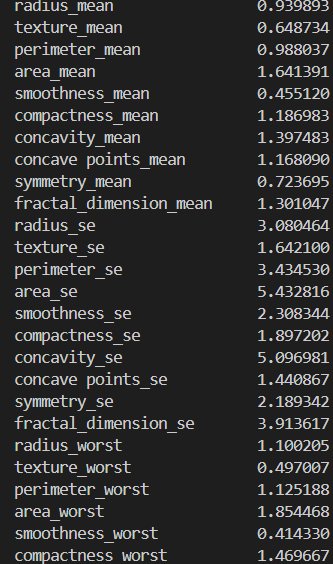 radius_mean 0.939893
texture_mean 0.648734
perimeter_mean 0.988037
area_mean 1.641391
smoothness_mean 0.455120
compactness_mean 1.186983
concavity_mean 1.397483
concave points_mean 1.168090
symmetry_mean 0.723695
fractal_dimension_mean 1.301047
radius_se 3.080464
texture_se 1.642100
perimeter_se 3.434530
area_se 5.432816
smoothness_se 2.308344
compactness_se 1.897202
concavity_se 5.096981
concave points_se 1.440867
symmetry_se 2.189342
fractal_dimension_se 3.913617
radius_worst 1.100205
texture_worst 0.497007
perimeter_worst 1.125188
area_worst 1.854468
smoothness_worst 0.414330
compactness_worst 1.469667